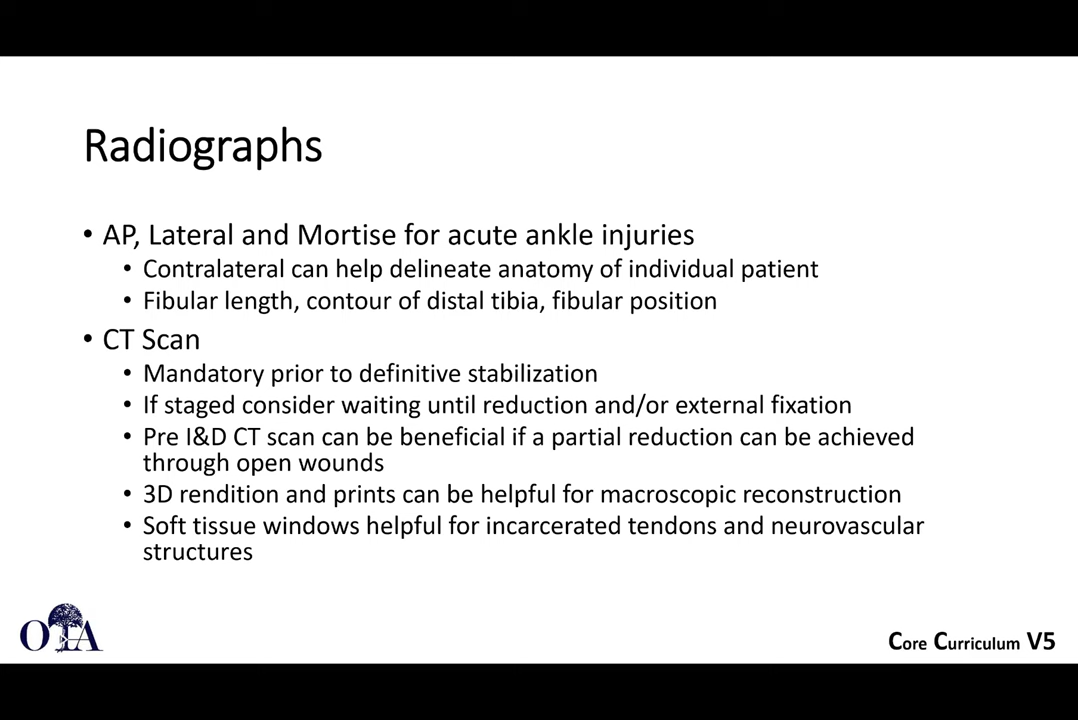 Radiographs
• AP, Lateral and Mortise for acute ankle injuries
• Contralateral can help delineate anatomy of individual patient
• Fibular length, contour of distal tibia, fibular position
• CT Scan
• Mandatory prior to definitive stabilization
• If staged consider waiting until reduction and/or external fixation
• Pre I&D CT scan can be beneficial if a partial reduction can be achieved
through open wounds
• 3D rendition and prints can be helpful for macroscopic reconstruction
• Soft tissue windows helpful for incarcerated tendons and neurovascular
structures
OTA
Core Curriculum V5